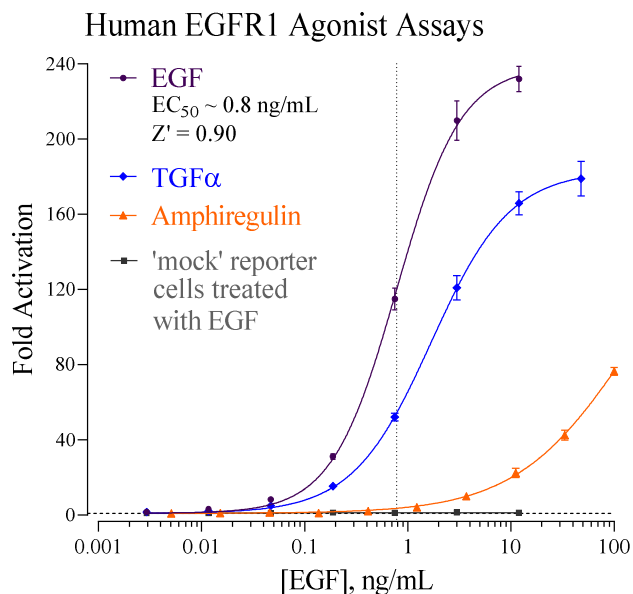 Human EGFR1 Agonist Assays
EGF
EC50 ~ 0.8 ng/mL
Z' = 0.90
TGFα
Amphiregulin
'mock' reporter
cells treated
with EGF
Fold Activation
240
200
160
120
80
40
0
0.001 0.01 0.1 1 10 100
[EGF], ng/mL